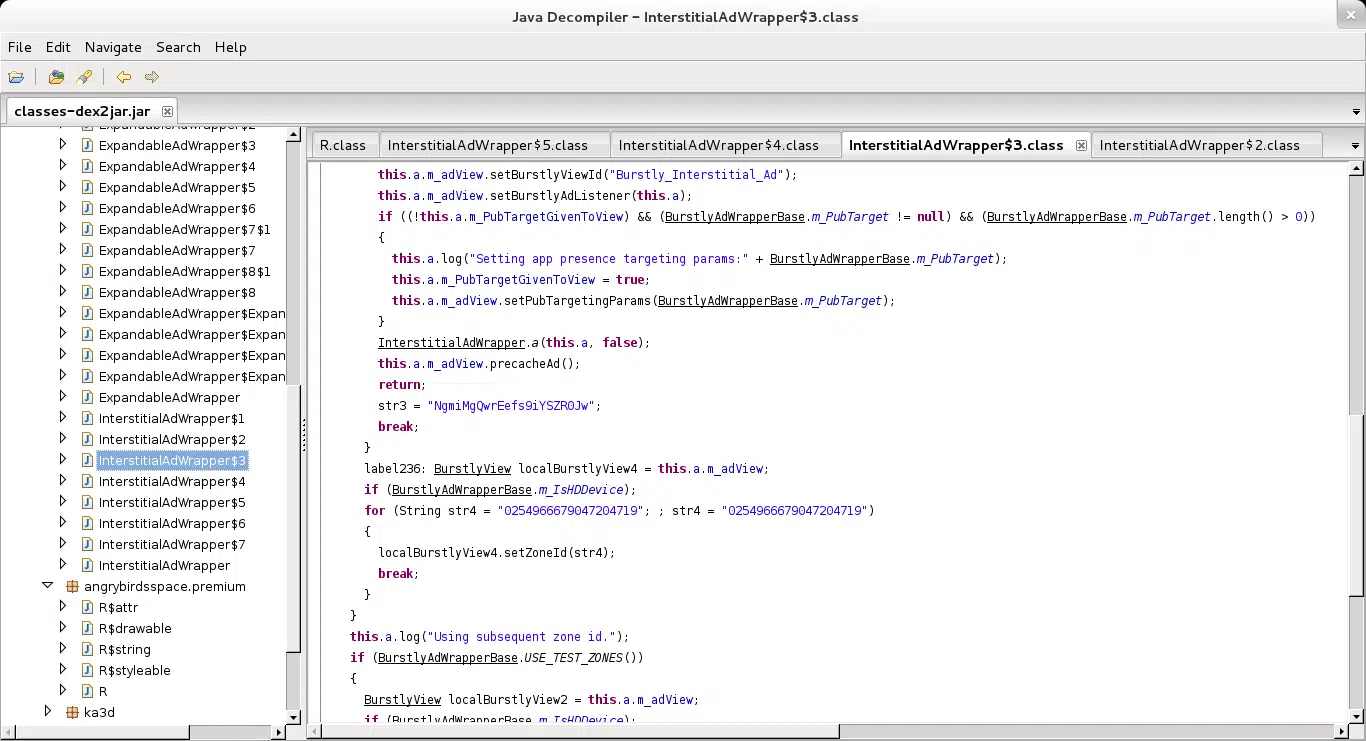 Java Decompiler - InterstitialAdWrapper$3.class
File Edit Navigate Search Help
classes-dex2jar.jar
ExpandableAdWrapper$2
ExpandableAdWrapper$3
ExpandableAdWrapper$4
ExpandableAdWrapper$5
ExpandableAdWrapper$6
ExpandableAdWrapper$7$1
ExpandableAdWrapper$7
ExpandableAdWrapper$8$1
ExpandableAdWrapper$8
ExpandableAdWrapper$Expan
ExpandableAdWrapper$Expan
ExpandableAdWrapper$Expan
ExpandableAdWrapper$Expan
ExpandableAdWrapper
InterstitialAdWrapper$1
InterstitialAdWrapper$2
InterstitialAdWrapper$3
InterstitialAdWrapper$4
InterstitialAdWrapper$5
InterstitialAdWrapper$6
InterstitialAdWrapper$7
InterstitialAdWrapper
angrybirdsspace.premium
R$attr
R$drawable
R$string
R$styleable
R
ka3d
R.class InterstitialAdWrapper$5.class InterstitialAdWrapper$4.class InterstitialAdWrapper$3.class InterstitialAdWrapper$2.class
this.a.m_adView.setBurstlyViewId("Burstly_Interstitial_Ad");
this.a.m_adView.setBurstlyAdListener(this.a);
if ((!this.a.m_PubTargetGivenToView) && (BurstlyAdWrapperBase.m_PubTarget != null) && (BurstlyAdWrapperBase.m_PubTarget.length() > 0))
{
this.a.log("Setting app presence targeting params:" + BurstlyAdWrapperBase.m_PubTarget);
this.a.m_PubTargetGivenToView = true;
this.a.m_adView.setPubTargetingParams(BurstlyAdWrapperBase.m_PubTarget);
}
InterstitialAdWrapper.a(this.a, false);
this.a.m_adView.precacheAd();
return;
str3 = "NgmiMgQwrEefs9iYSZR0Jw";
break;
}
label236: BurstlyView localBurstlyView4 = this.a.m_adView;
if (BurstlyAdWrapperBase.m_IsHDDevice);
for (String str4 = "0254966679047204719"; ; str4 = "0254966679047204719")
{
localBurstlyView4.setZoneId(str4);
break;
}
}
this.a.log("Using subsequent zone id.");
if (BurstlyAdWrapperBase.USE_TEST_ZONES())
{
BurstlyView localBurstlyView2 = this.a.m_adView;
if (BurstlyAdWrapperBase.m_IsHDDevice);